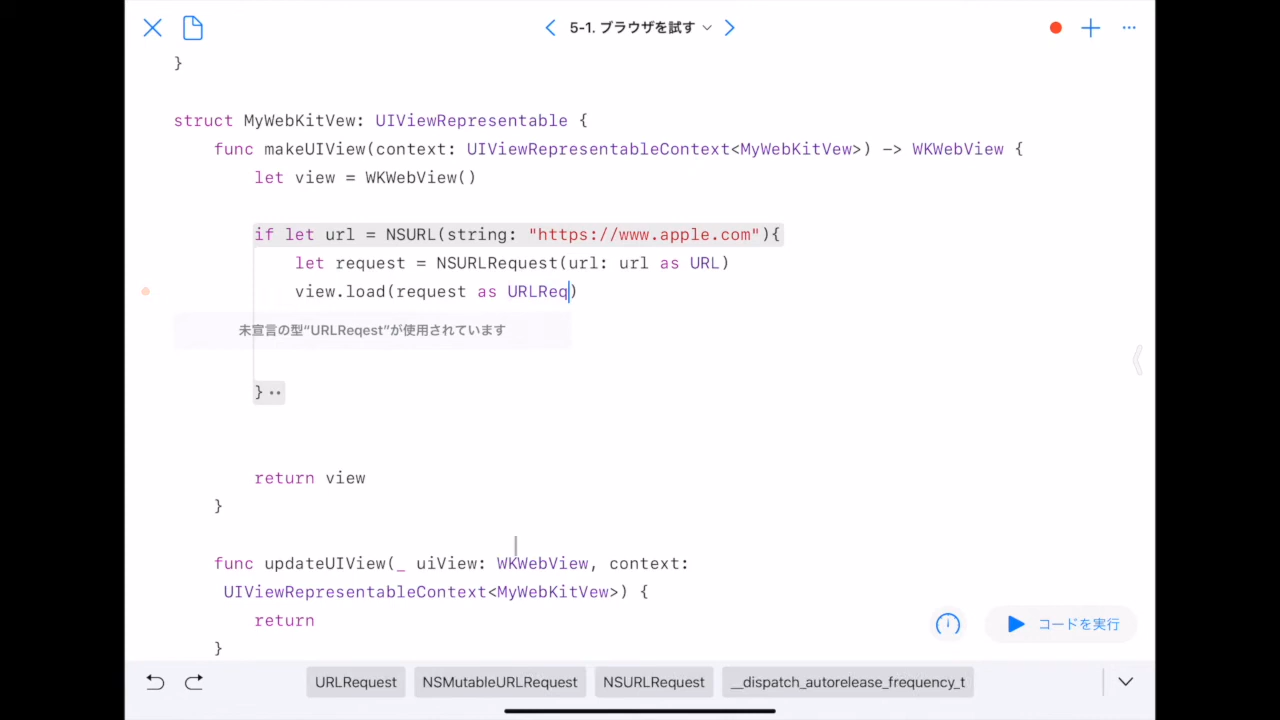 5-1. ブラウザを試す
}
struct MyWebKitVew: UIViewRepresentable {
func makeUIView(context: UIViewRepresentableContext<MyWebKitVew>) -> WKWebView {
let view = WKWebView()
if let url = NSURL(string: "https://www.apple.com"){
let request = NSURLRequest(url: url as URL)
view.load(request as URLReq)
未宣言の型“URLReqest”が使用されています
}
return view
}
func updateUIView(_ uiView: WKWebView, context:
UIViewRepresentableContext<MyWebKitVew>) {
return
コードを実行
}
URLRequest NSMutableURLRequest NSURLRequest __dispatch_autorelease_frequency_t